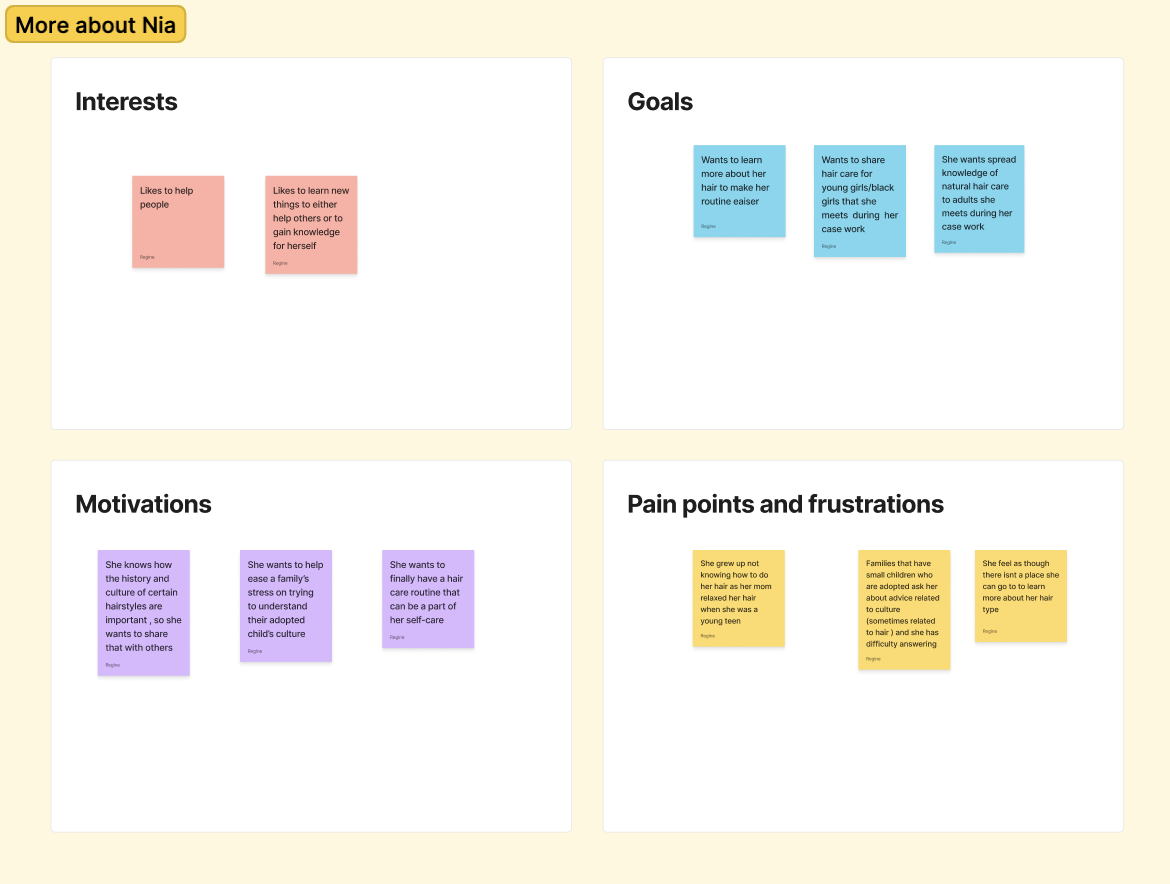 More about Nia
Interests
Likes to help
people
Regine
Likes to learn new
things to either
help others or to
gain knowledge
for herself
Regine
Goals
Wants to learn
more about her
hair to make her
routine eaiser
Regine
Wants to share
hair care for
young girls/black
girls that she
meets during her
case work
Regine
She wants spread
knowledge of
natural hair care
to adults she
meets during her
case work
Regine
Motivations
She knows how
the history and
culture of certain
hairstyles are
important , so she
wants to share
that with others
Regine
She wants to help
ease a family's
stress on trying
to understand
their adopted
child's culture
Regine
She wants to
finally have a hair
care routine that
can be a part of
her self-care
Regine
Pain points and frustrations
She grew up not
knowing how to do
her hair as her mom
relaxed her hair
when she was a
young teen
Regine
Families that have
small children who
are adopted ask her
about advice related
to culture
(sometimes related
to hair ) and she has
difficulty answering
Regine
She feel as though
there isnt a place she
can go to to learn
more about her hair
type
Regine